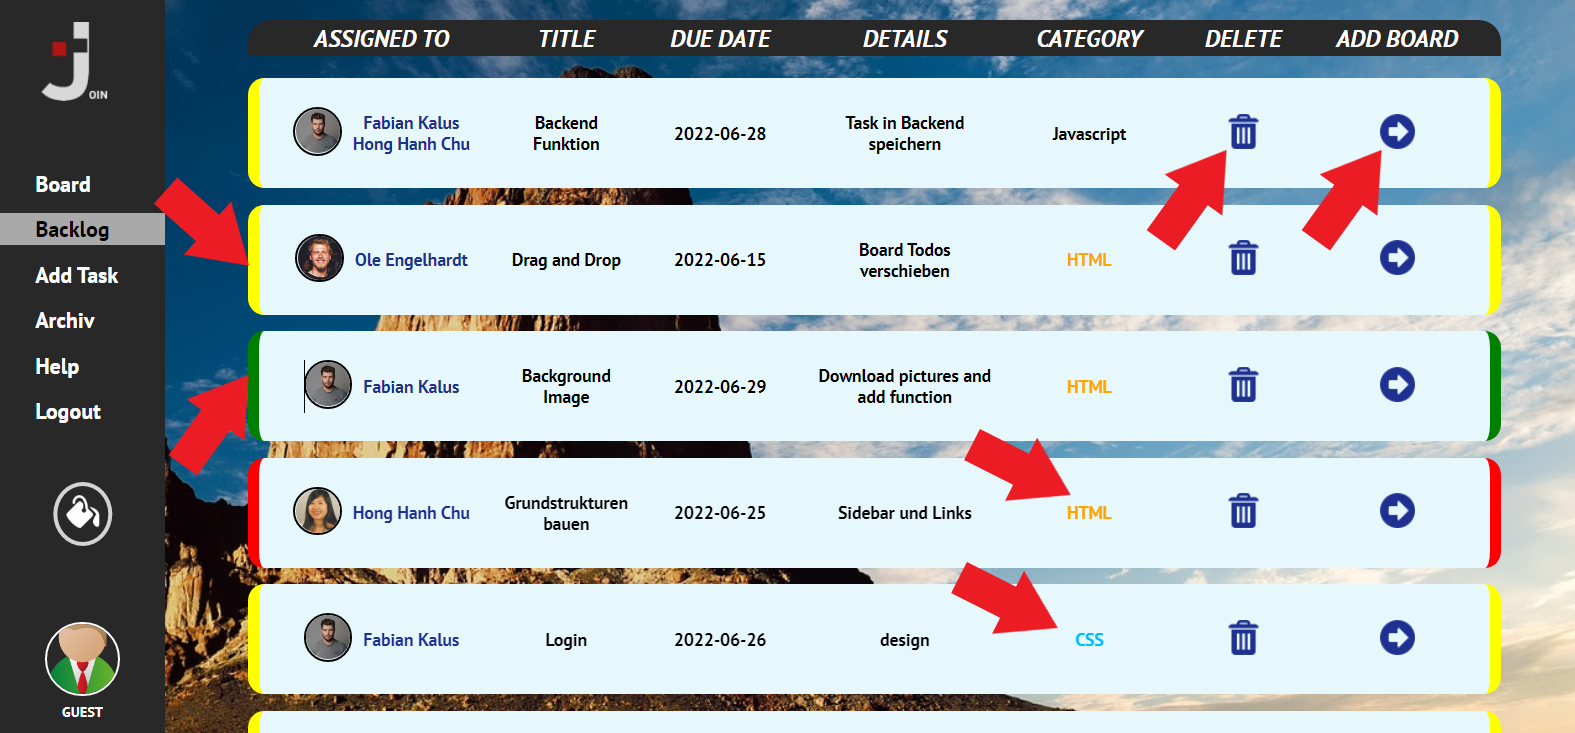 OIN
Board
Backlog
Add Task
Archiv
Help
Logout
GUEST
ASSIGNED TO TITLE DUE DATE DETAILS CATEGORY DELETE ADD BOARD
Fabian Kalus
Hong Hanh Chu
Backend
Funktion
2022-06-28
Task in Backend
speichern
Javascript
Ole Engelhardt
Drag and Drop
2022-06-15
Board Todos
verschieben
HTML
Fabian Kalus
Background
Image
2022-06-29
Download pictures and
add function
HTML
Hong Hanh Chu
Grundstrukturen
bauen
2022-06-25
Sidebar und Links
HTML
Fabian Kalus
Login
2022-06-26
design
CSS